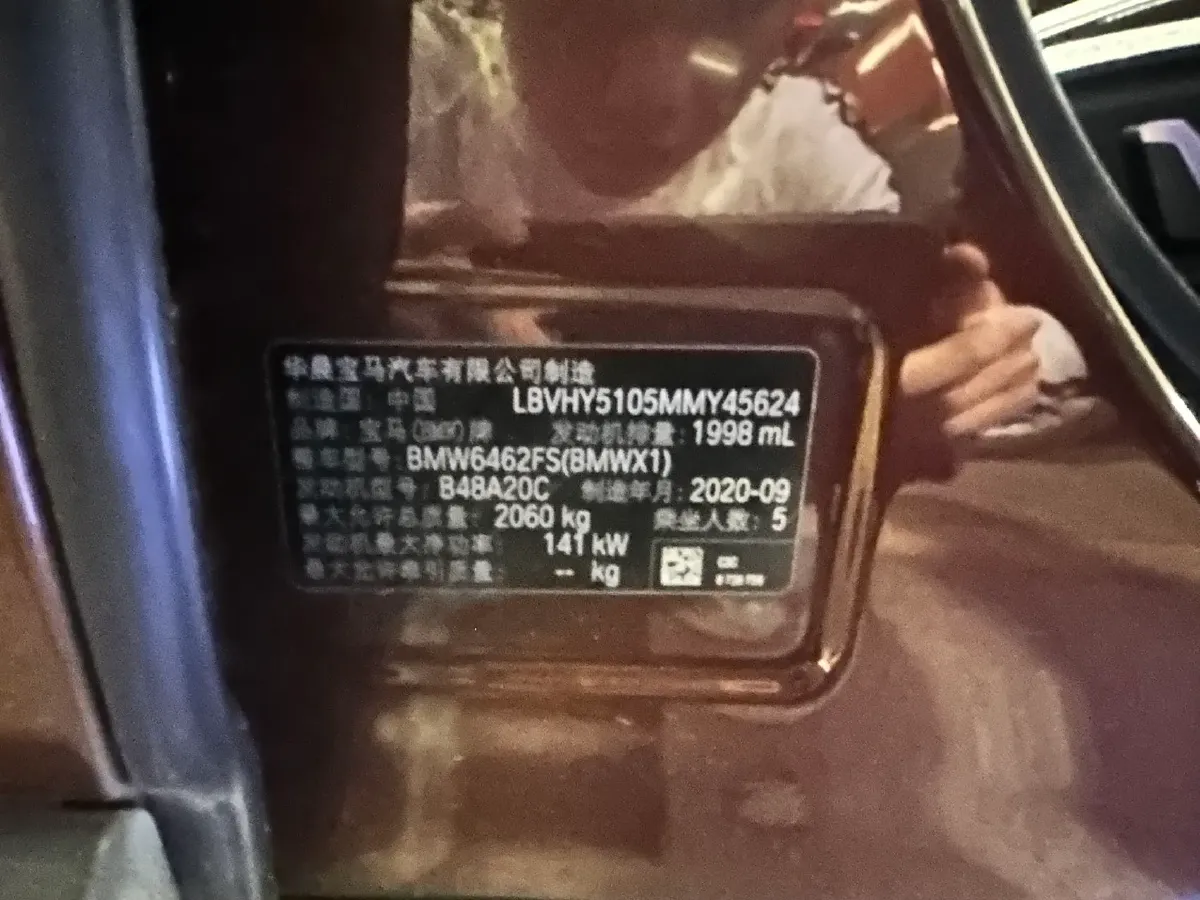 华晨宝马汽车有限公司制造
制造国: 中国 LBVHY5105MMY45624
品牌: 宝马(BMW)牌 发动机排量: 1998 mL
整车型号: BMW6462FS(BMWX1)
发动机型号: B48A20C 制造年月: 2020-09
最大允许总质量: 2060 kg 乘坐人数: 5
发动机最大净功率: 141 kW
最大允许牵引质量: -- kg